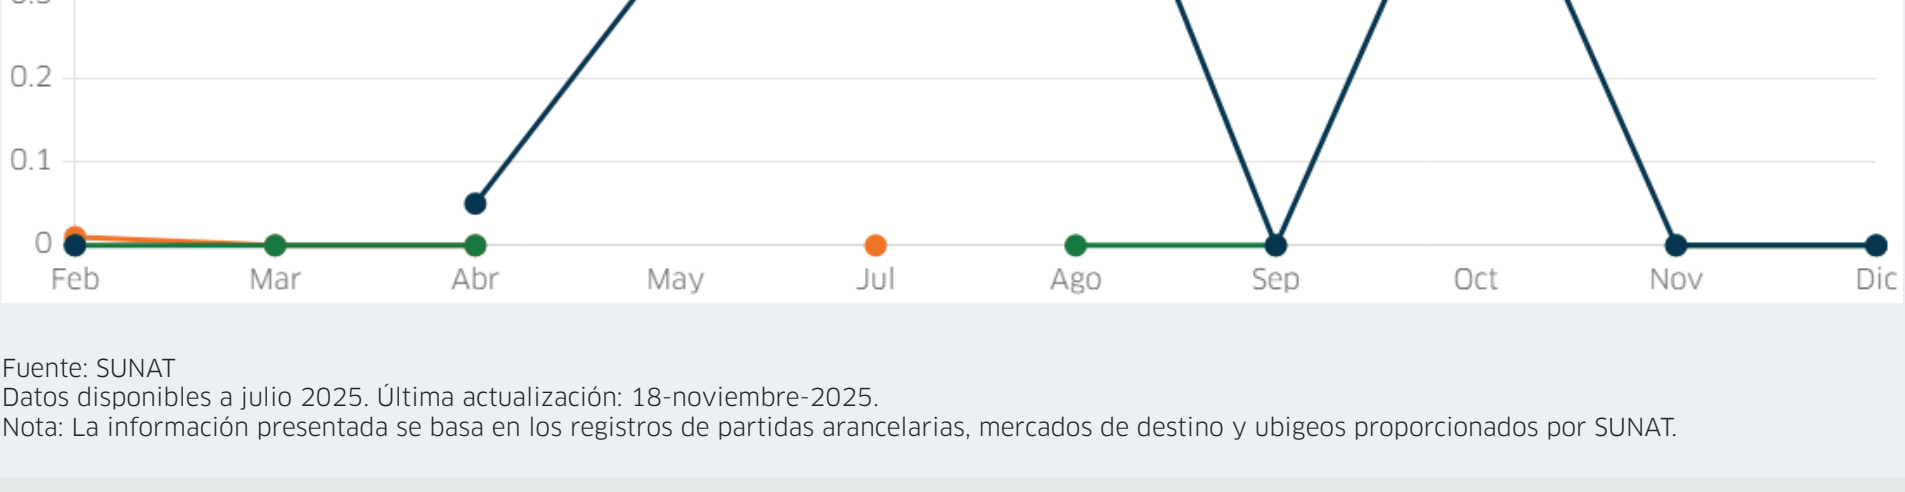 0.2
0.1
0
Feb Mar Abr May Jul Ago Sep Oct Nov Dic
Fuente: SUNAT
Datos disponibles a julio 2025. Última actualización: 18-noviembre-2025.
Nota: La información presentada se basa en los registros de partidas arancelarias, mercados de destino y ubigeos proporcionados por SUNAT.